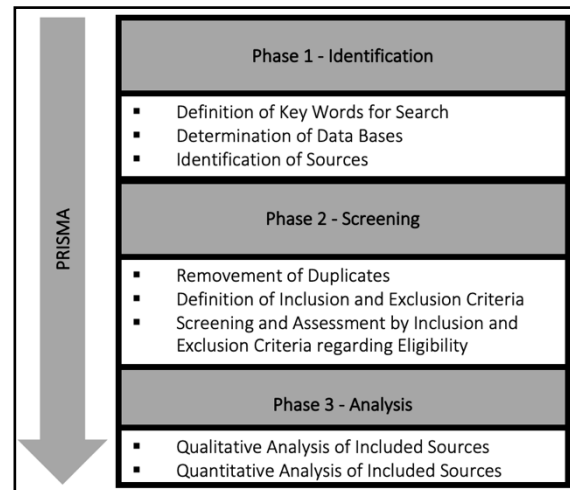 PRISMA
Phase 1 - Identification
▪ Definition of Key Words for Search
▪ Determination of Data Bases
▪ Identification of Sources
Phase 2 - Screening
▪ Removement of Duplicates
▪ Definition of Inclusion and Exclusion Criteria
▪ Screening and Assessment by Inclusion and
Exclusion Criteria regarding Eligibility
Phase 3 - Analysis
▪ Qualitative Analysis of Included Sources
▪ Quantitative Analysis of Included Sources